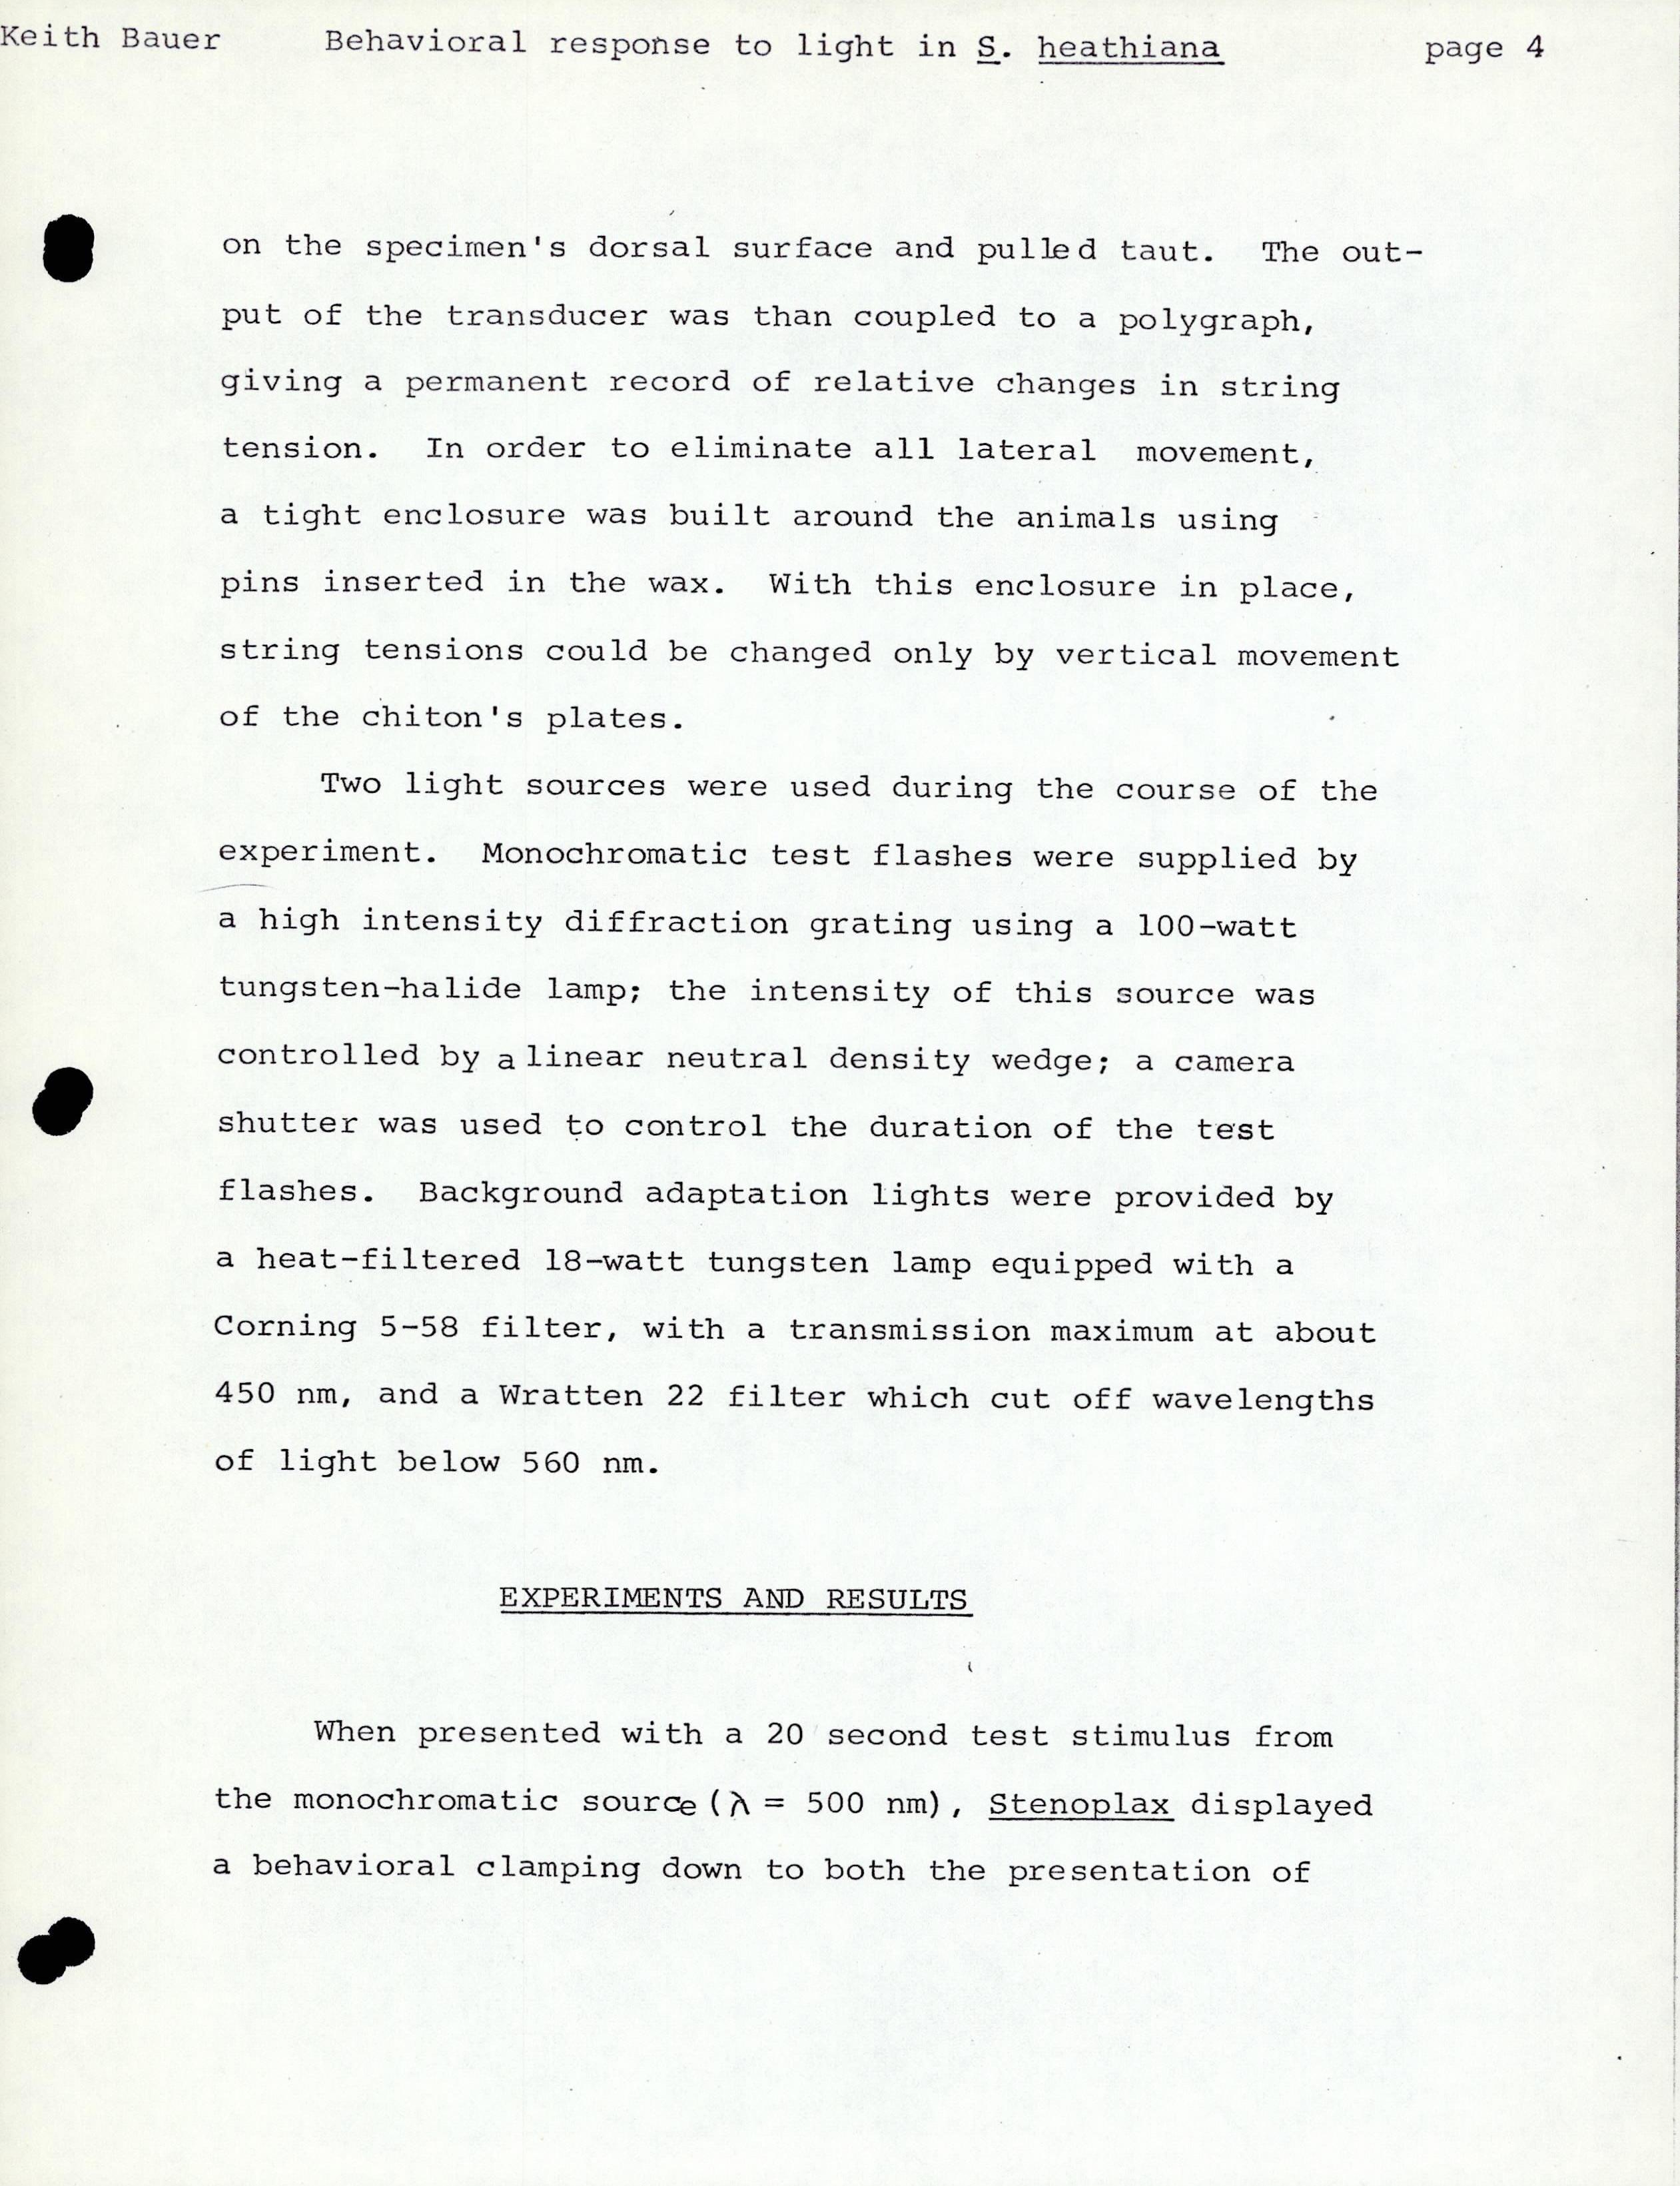 Keith Bauer Behavioral response to light in S. heathiana page 4
on the specimen's dorsal surface and pulled taut. The out-
put of the transducer was than coupled to a polygraph,
giving a permanent record of relative changes in string
tension. In order to eliminate all lateral movement,
a tight enclosure was built around the animals using
pins inserted in the wax. With this enclosure in place,
string tensions could be changed only by vertical movement
of the chiton's plates.
Two light sources were used during the course of the
experiment. Monochromatic test flashes were supplied by
a high intensity diffraction grating using a 100-watt
tungsten-halide lamp; the intensity of this source was
controlled by a linear neutral density wedge; a camera
shutter was used to control the duration of the test
flashes. Background adaptation lights were provided by
a heat-filtered 18-watt tungsten lamp equipped with a
Corning 5-58 filter, with a transmission maximum at about
450 nm, and a Wratten 22 filter which cut off wavelengths
of light below 560 nm.
EXPERIMENTS AND RESULTS
When presented with a 20 second test stimulus from
the monochromatic source (λ = 500 nm), Stenoplax displayed
a behavioral clamping down to both the presentation of